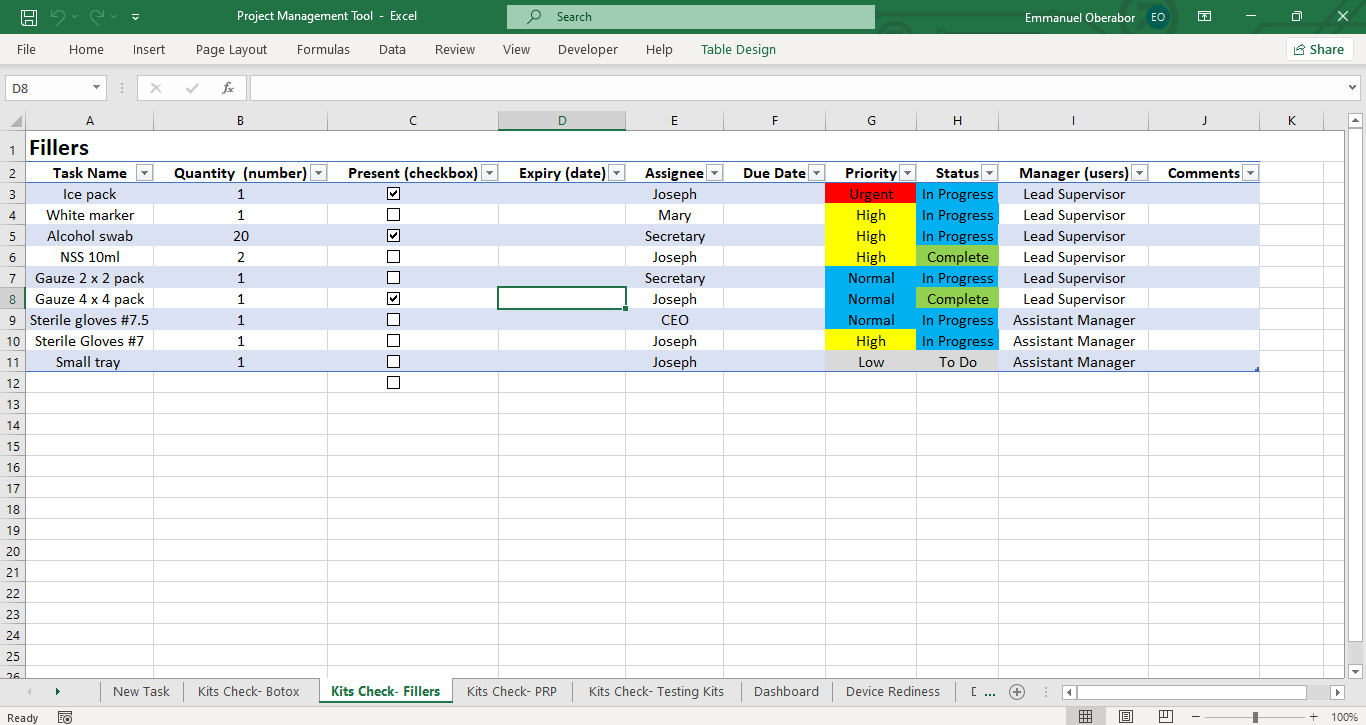 Project Management Tool - Excel
Search
Emmanuel Oberabor EO
File Home Insert Page Layout Formulas Data Review View Developer Help Table Design Share
D8 fx
A B C D E F G H I J K
1 Fillers
2 Task Name Quantity (number) Present (checkbox) Expiry (date) Assignee Due Date Priority Status Manager (users) Comments
3 Ice pack 1 Joseph Urgent In Progress Lead Supervisor
4 White marker 1 Mary High In Progress Lead Supervisor
5 Alcohol swab 20 Secretary High In Progress Lead Supervisor
6 NSS 10ml 2 Joseph High Complete Lead Supervisor
7 Gauze 2 x 2 pack 1 Secretary Normal In Progress Lead Supervisor
8 Gauze 4 x 4 pack 1 Joseph Normal Complete Lead Supervisor
9 Sterile gloves #7.5 1 CEO Normal In Progress Assistant Manager
10 Sterile Gloves #7 1 Joseph High In Progress Assistant Manager
11 Small tray 1 Joseph Low To Do Assistant Manager
12
13
14
15
16
17
18
19
20
21
22
23
24
25
26
New Task Kits Check- Botox Kits Check- Fillers Kits Check- PRP Kits Check- Testing Kits Dashboard Device Rediness D ...
Ready 100%